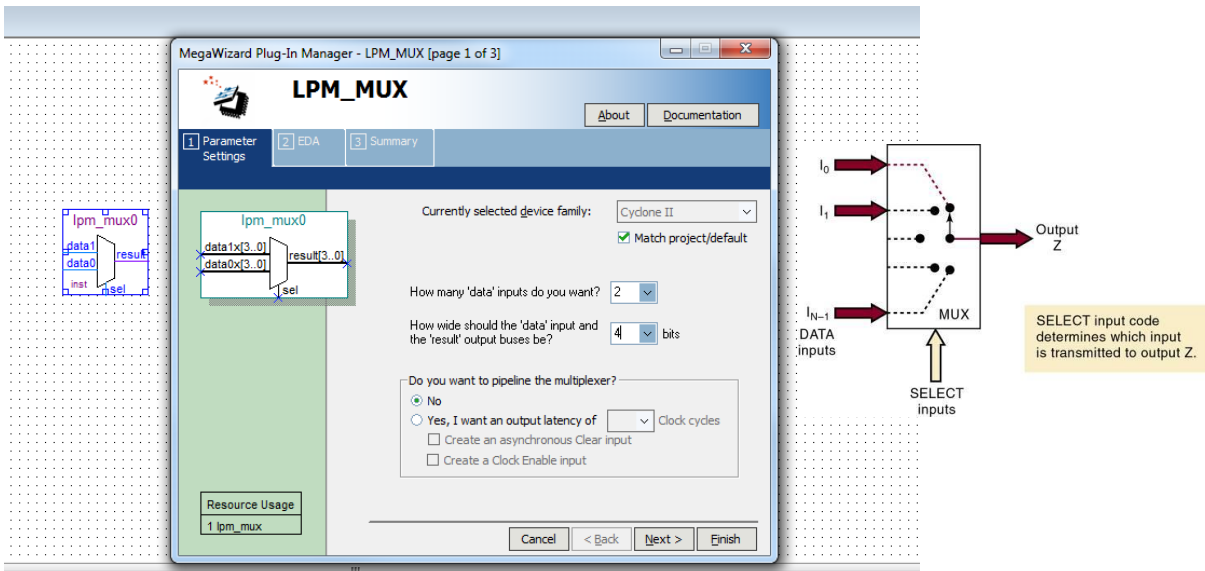 MegaWizard Plug-In Manager - LPM_MUX [page 1 of 3]
LPM_MUX
About
Documentation
1 Parameter
Settings
2 EDA
3 Summary
lpm_mux0
data1
data0
result
inst
sel
lpm_mux0
data1x[3..0]
data0x[3..0]
result[3..0]
sel
Currently selected device family:
Cyclone II
Match project/default
How many 'data' inputs do you want?
2
How wide should the 'data' input and
the 'result' output buses be?
4
bits
Do you want to pipeline the multiplexer?
No
Yes, I want an output latency of
Clock cycles
Create an asynchronous Clear input
Create a Clock Enable input
Resource Usage
1 lpm_mux
Cancel
< Back
Next >
Finish
I0
I1
IN–1
DATA
inputs
MUX
Output
Z
SELECT
inputs
SELECT input code
determines which input
is transmitted to output Z.